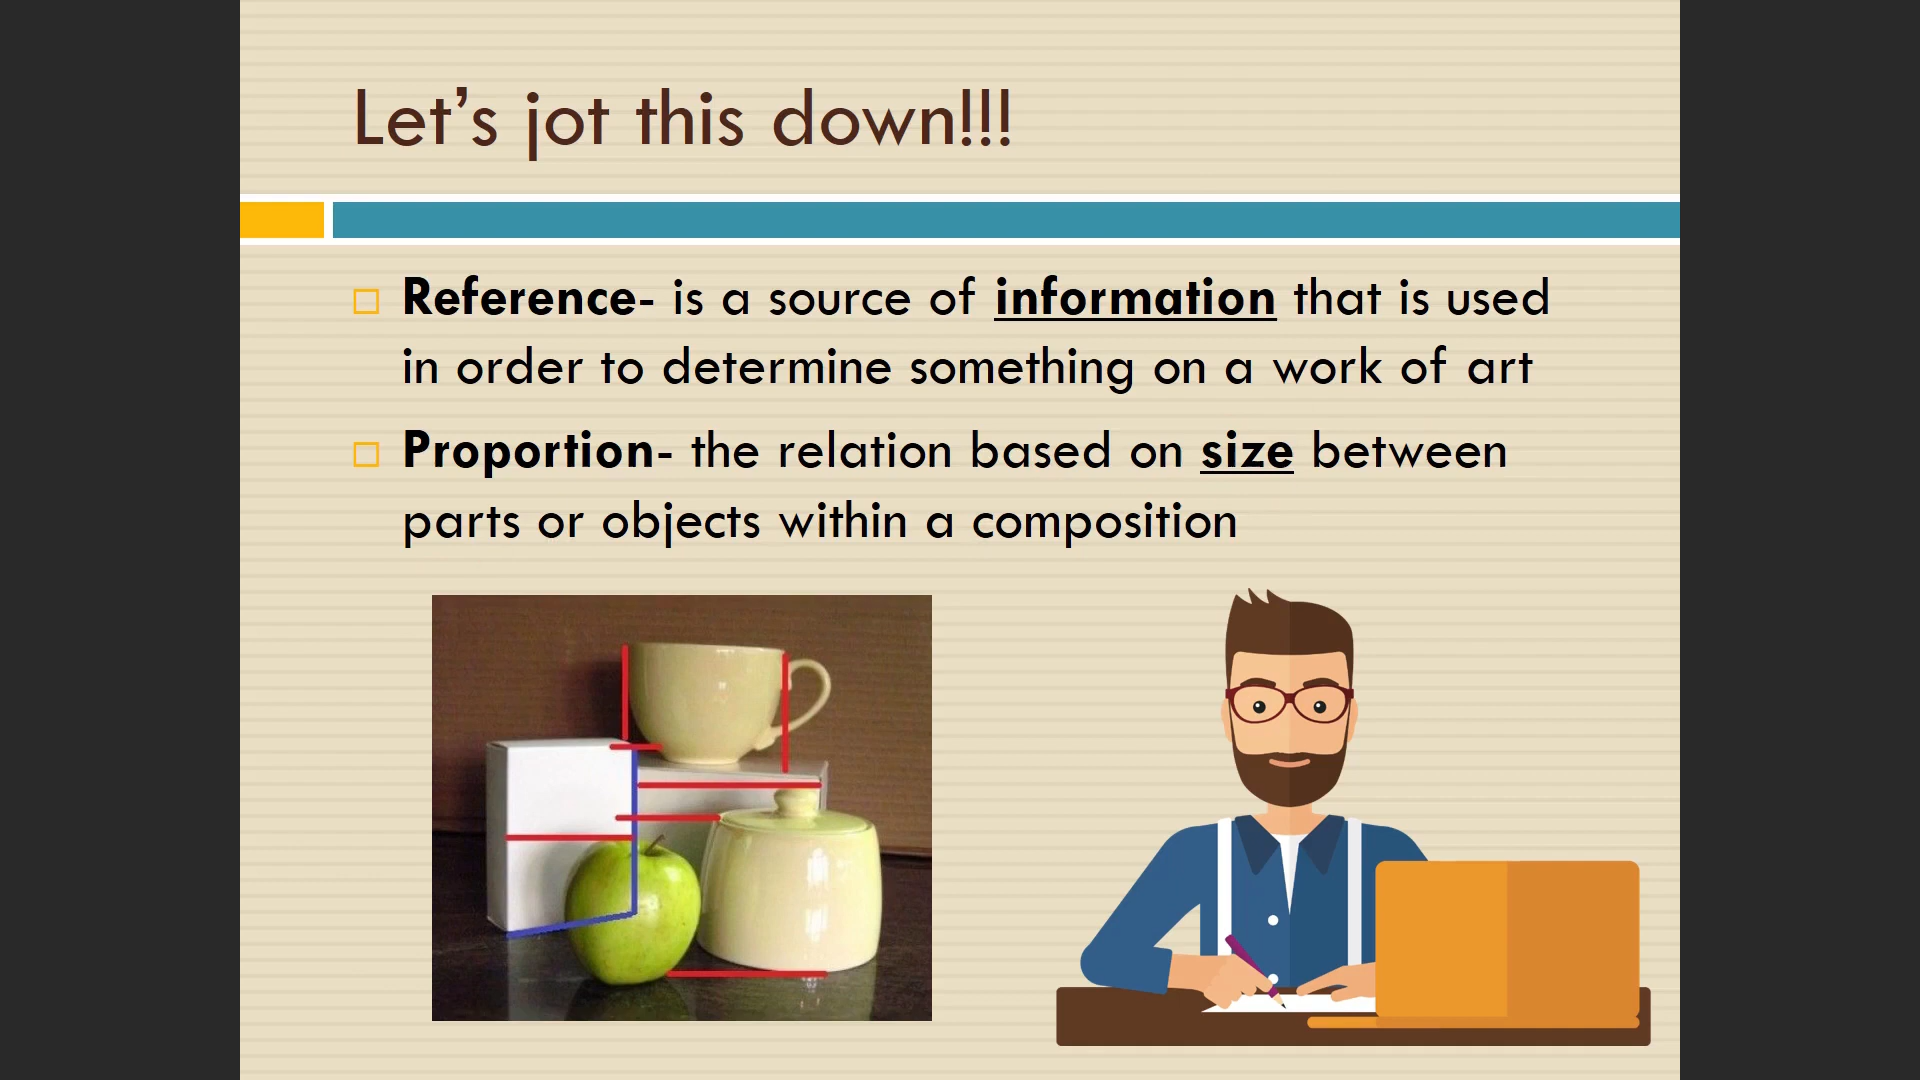 Let’s jot this down!!!
Reference- is a source of information that is used
in order to determine something on a work of art
Proportion- the relation based on size between
parts or objects within a composition